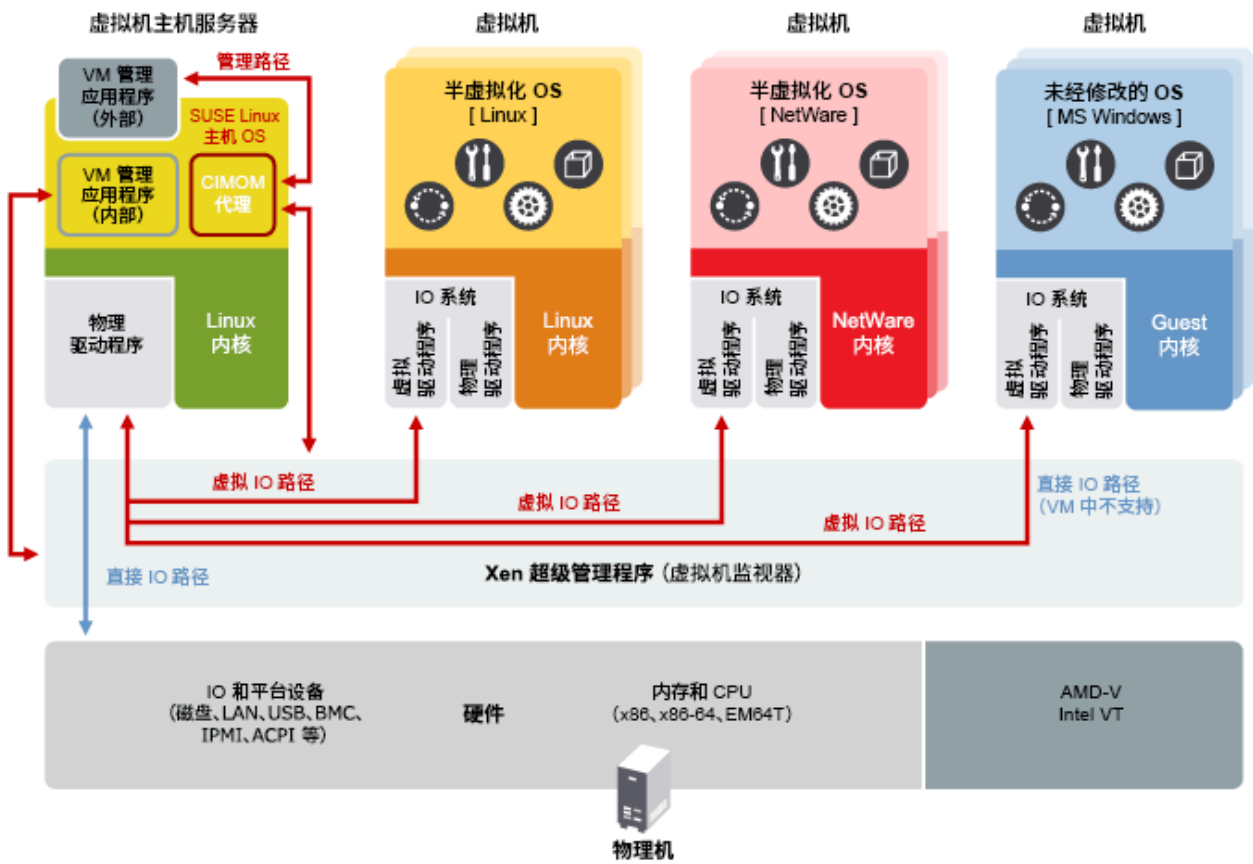 虚拟机主机服务器
虚拟机
虚拟机
虚拟机
管理路径
VM 管理
应用程序
(外部)
SUSE Linux
主机 OS
VM 管理
应用程序
(内部)
CIMOM
代理
物理
驱动程序
Linux
内核
半虚拟化 OS
[ Linux ]
IO 系统
虚拟
驱动程序
物理
驱动程序
Linux
内核
半虚拟化 OS
[ NetWare ]
IO 系统
虚拟
驱动程序
物理
驱动程序
NetWare
内核
未经修改的 OS
[ MS Windows ]
IO 系统
虚拟
驱动程序
物理
驱动程序
Guest
内核
虚拟 IO 路径
虚拟 IO 路径
虚拟 IO 路径
直接 IO 路径
(VM 中不支持)
直接 IO 路径
Xen 超级管理程序 (虚拟机监视器)
IO 和平台设备
(磁盘、LAN、USB、BMC、
IPMI、ACPI 等)
硬件
内存和 CPU
(x86、x86-64、EM64T)
AMD-V
Intel VT
物理机